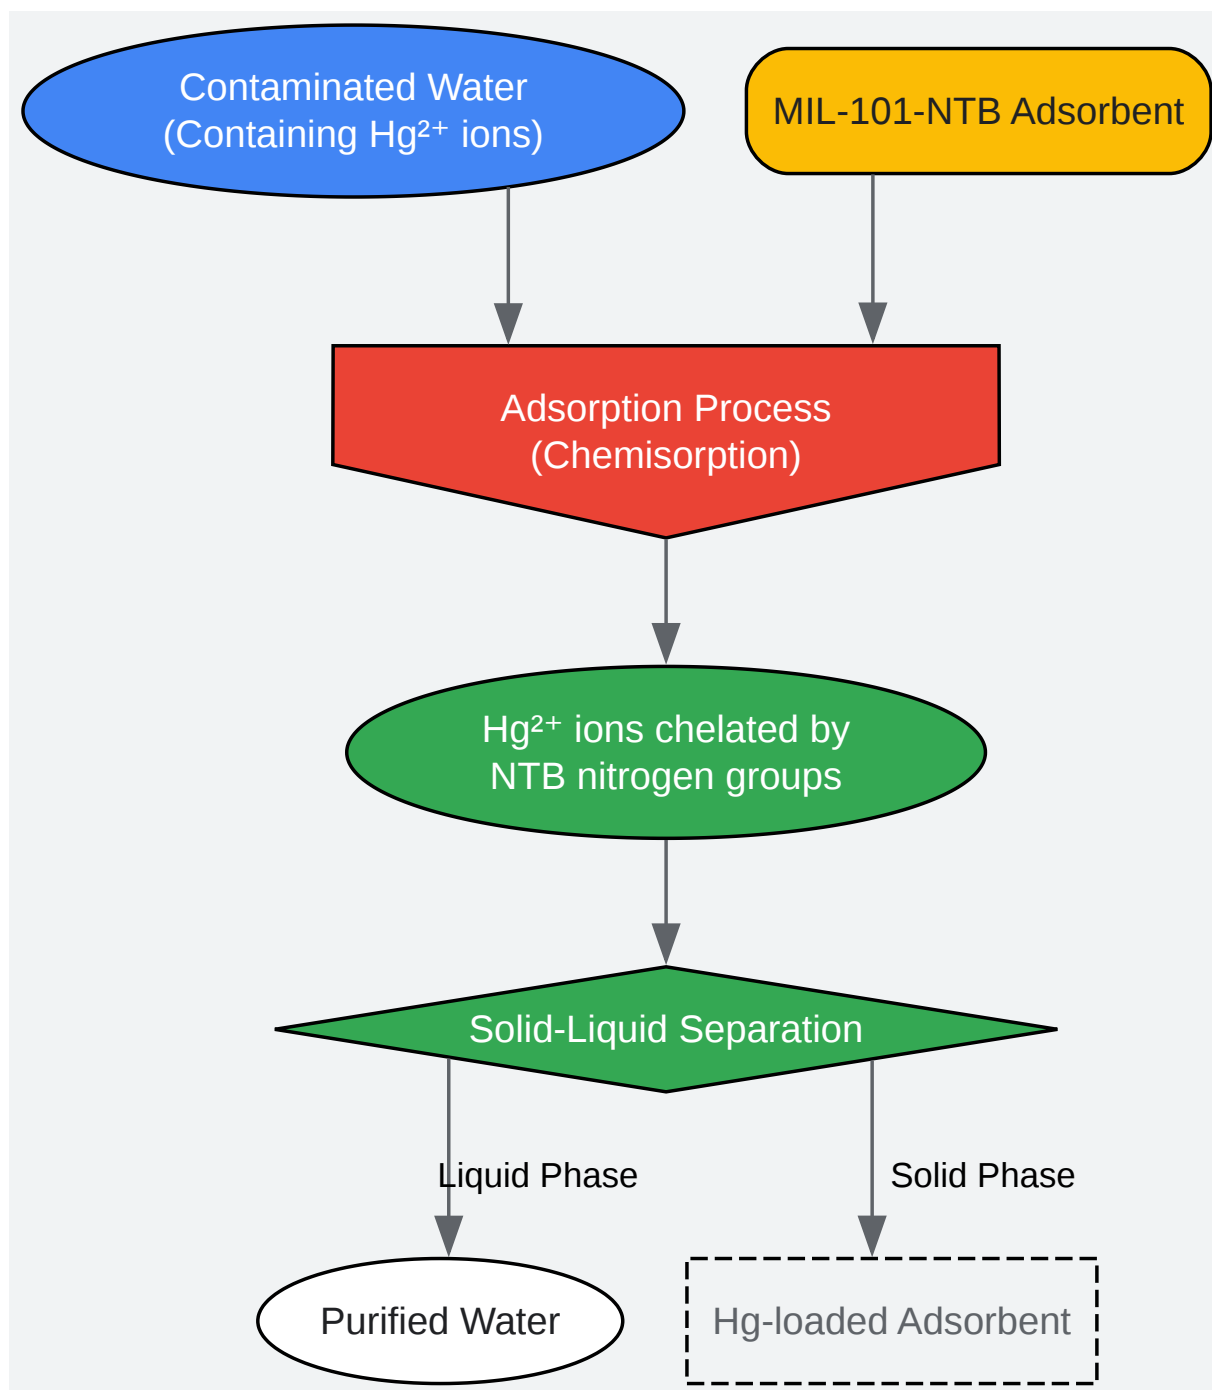 Contaminated Water
(Containing Hg²⁺ ions)
MIL-101-NTB Adsorbent
Adsorption Process
(Chemisorption)
Hg²⁺ ions chelated by
NTB nitrogen groups
Solid-Liquid Separation
Liquid Phase
Solid Phase
Purified Water
Hg-loaded Adsorbent